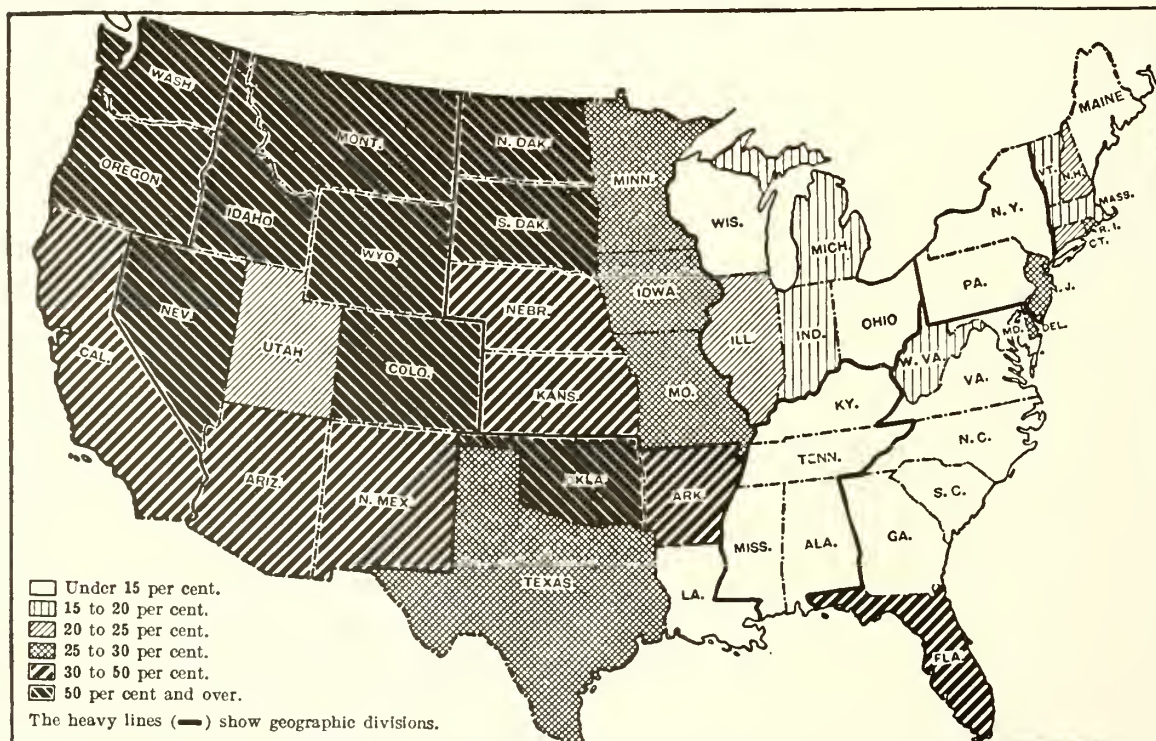 WASH
OREGON
IDAHO
MONT.
WYO.
NEV.
UTAH
COLO.
CAL.
ARIZ.
N. MEX.
N. DAK.
S. DAK.
NEBR.
KANS.
OKLA.
TEXAS
MINN.
IOWA
MO.
ARK.
LA.
WIS.
ILL.
MICH.
IND.
OHIO
KY.
TENN.
MISS.
ALA.
GA.
FLA.
S. C.
N. C.
VA.
W. VA.
MD.
DEL.
PA.
N. J.
N. Y.
CT.
R. I.
MASS.
VT.
N. H.
MAINE
Under 15 per cent.
15 to 20 per cent.
20 to 25 per cent.
25 to 30 per cent.
30 to 50 per cent.
50 per cent and over.
The heavy lines (━) show geographic divisions.